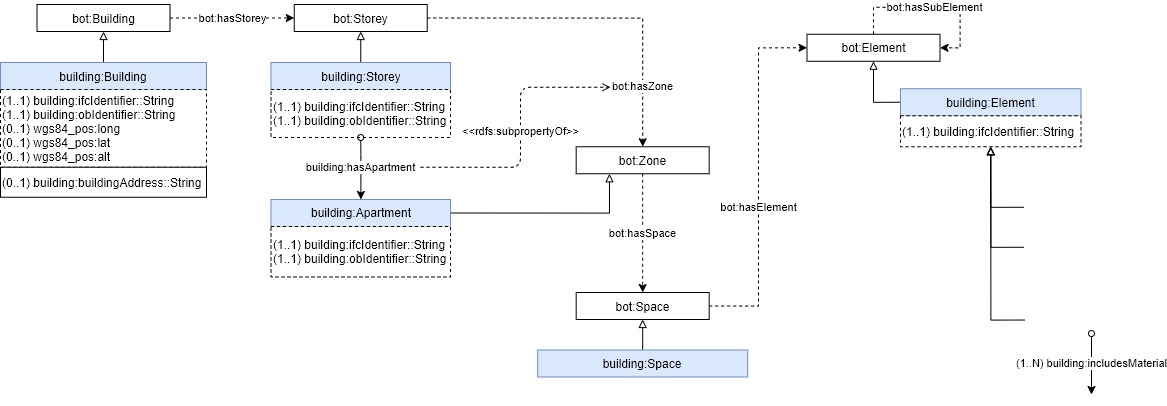 bot:Building
bot:hasStorey
bot:Storey
building:Building
(1..1) building:ifcIdentifier::String
(1..1) building:obIdentifier::String
(0..1) wgs84_pos:long
(0..1) wgs84_pos:lat
(0..1) wgs84_pos:alt
(0..1) building:buildingAddress::String
building:Storey
(1..1) building:ifcIdentifier::String
(1..1) building:obIdentifier::String
building:hasApartment
<<rdfs:subpropertyOf>>
bot:hasZone
building:Apartment
(1..1) building:ifcIdentifier::String
(1..1) building:obIdentifier::String
bot:Zone
bot:hasSpace
bot:Space
building:Space
bot:hasElement
bot:hasSubElement
bot:Element
building:Element
(1..1) building:ifcIdentifier::String
(1..N) building:includesMaterial